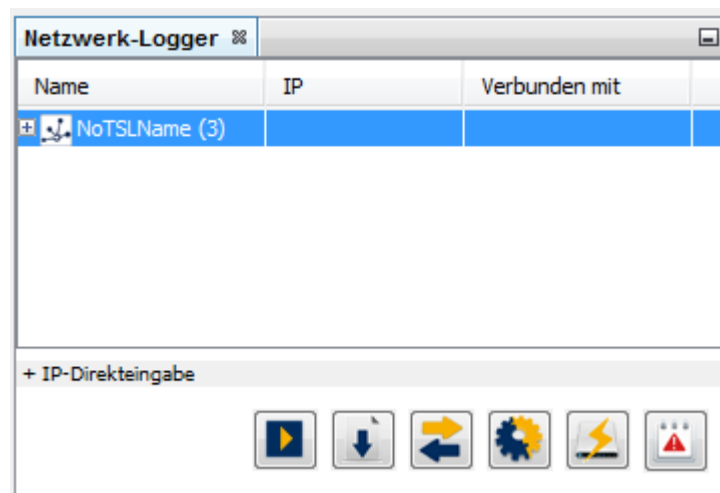 Netzwerk-Logger
Name IP Verbunden mit
NoTSLName (3)
+ IP-Direkteingabe